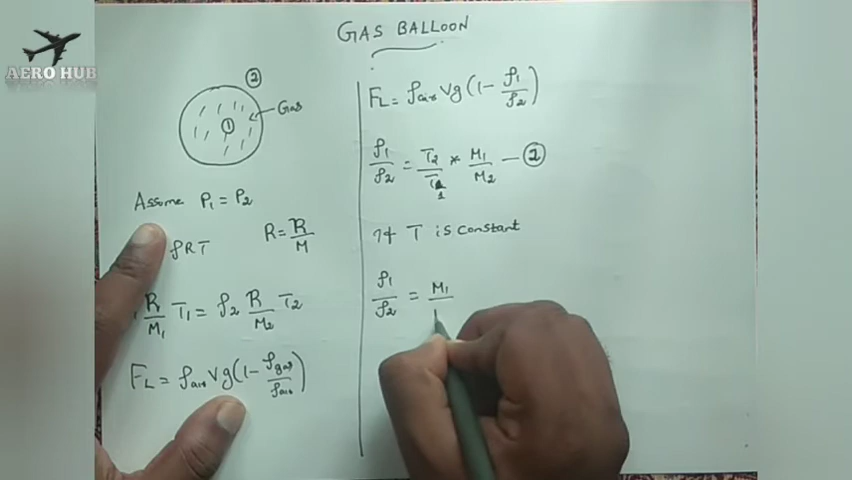 GAS BALLOON
AERO HUB
②
Gas
①
Assume P₁ = P₂
ρRT
R = R/M
R/M₁ T₁ = ρ₂ R/M₂ T₂
F_L = ρair Vg(1 - ρgas/ρair)
F_L = ρair Vg(1 - ρ₁/ρ₂)
ρ₁/ρ₂ = T₂/T₁ * M₁/M₂ — ②
If T is constant
ρ₁/ρ₂ = M₁/